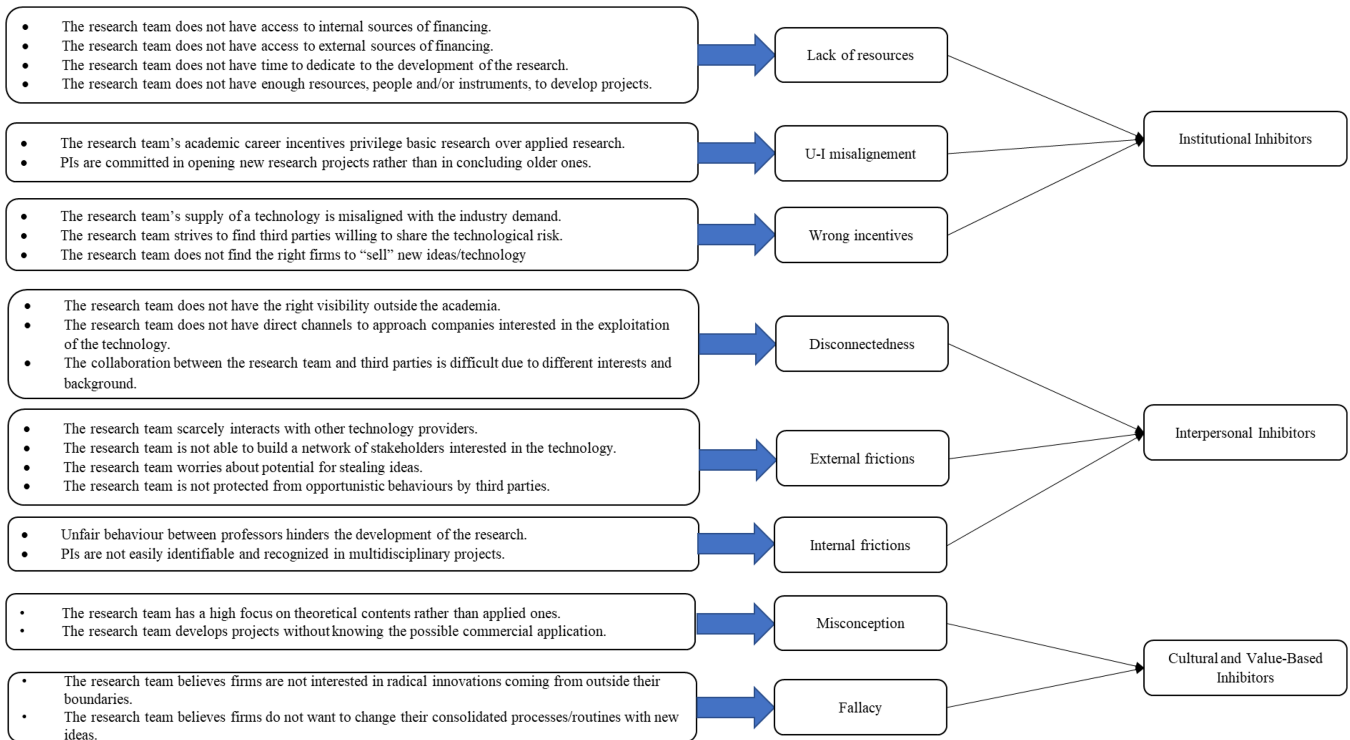 • The research team does not have access to internal sources of financing.
• The research team does not have access to external sources of financing.
• The research team does not have time to dedicate to the development of the research.
• The research team does not have enough resources, people and/or instruments, to develop projects.
Lack of resources
• The research team’s academic career incentives privilege basic research over applied research.
• PIs are committed in opening new research projects rather than in concluding older ones.
U-I misalignement
Institutional Inhibitors
• The research team’s supply of a technology is misaligned with the industry demand.
• The research team strives to find third parties willing to share the technological risk.
• The research team does not find the right firms to “sell” new ideas/technology
Wrong incentives
• The research team does not have the right visibility outside the academia.
• The research team does not have direct channels to approach companies interested in the exploitation
of the technology.
• The collaboration between the research team and third parties is difficult due to different interests and
background.
Disconnectedness
• The research team scarcely interacts with other technology providers.
• The research team is not able to build a network of stakeholders interested in the technology.
• The research team worries about potential for stealing ideas.
• The research team is not protected from opportunistic behaviours by third parties.
External frictions
Interpersonal Inhibitors
• Unfair behaviour between professors hinders the development of the research.
• PIs are not easily identifiable and recognized in multidisciplinary projects.
Internal frictions
• The research team has a high focus on theoretical contents rather than applied ones.
• The research team develops projects without knowing the possible commercial application.
Misconception
Cultural and Value-Based
Inhibitors
• The research team believes firms are not interested in radical innovations coming from outside their
boundaries.
• The research team believes firms do not want to change their consolidated processes/routines with new
ideas.
Fallacy